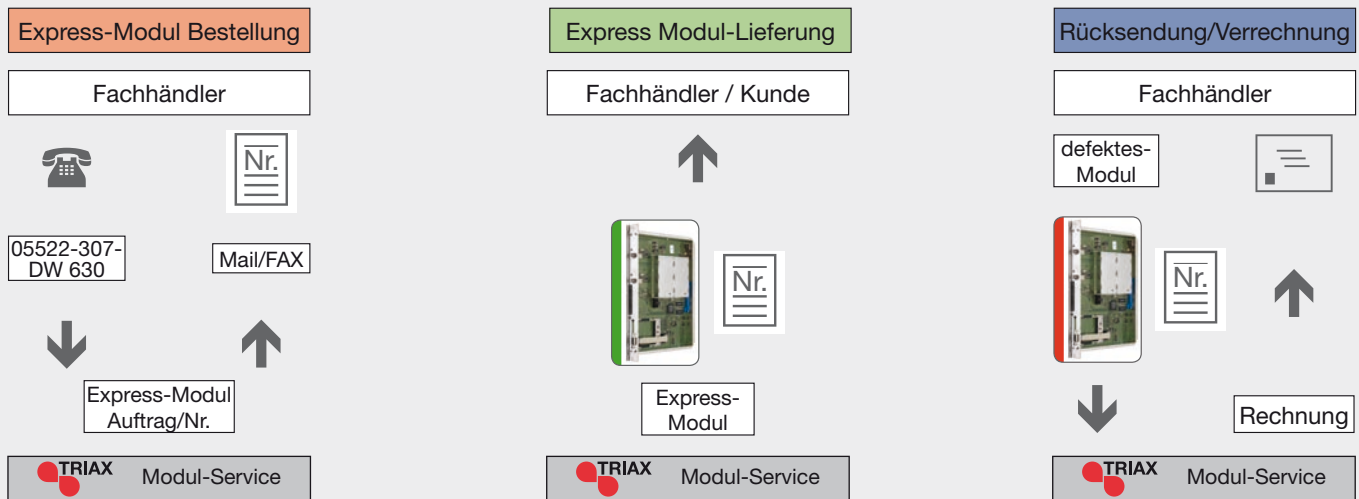 Express-Modul Bestellung
Fachhändler
Nr.
05522-307-
DW 630
Mail/FAX
Express-Modul
Auftrag/Nr.
TRIAX Modul-Service
Express Modul-Lieferung
Fachhändler / Kunde
Nr.
Express-
Modul
TRIAX Modul-Service
Rücksendung/Verrechnung
Fachhändler
defektes-
Modul
Nr.
Rechnung
TRIAX Modul-Service